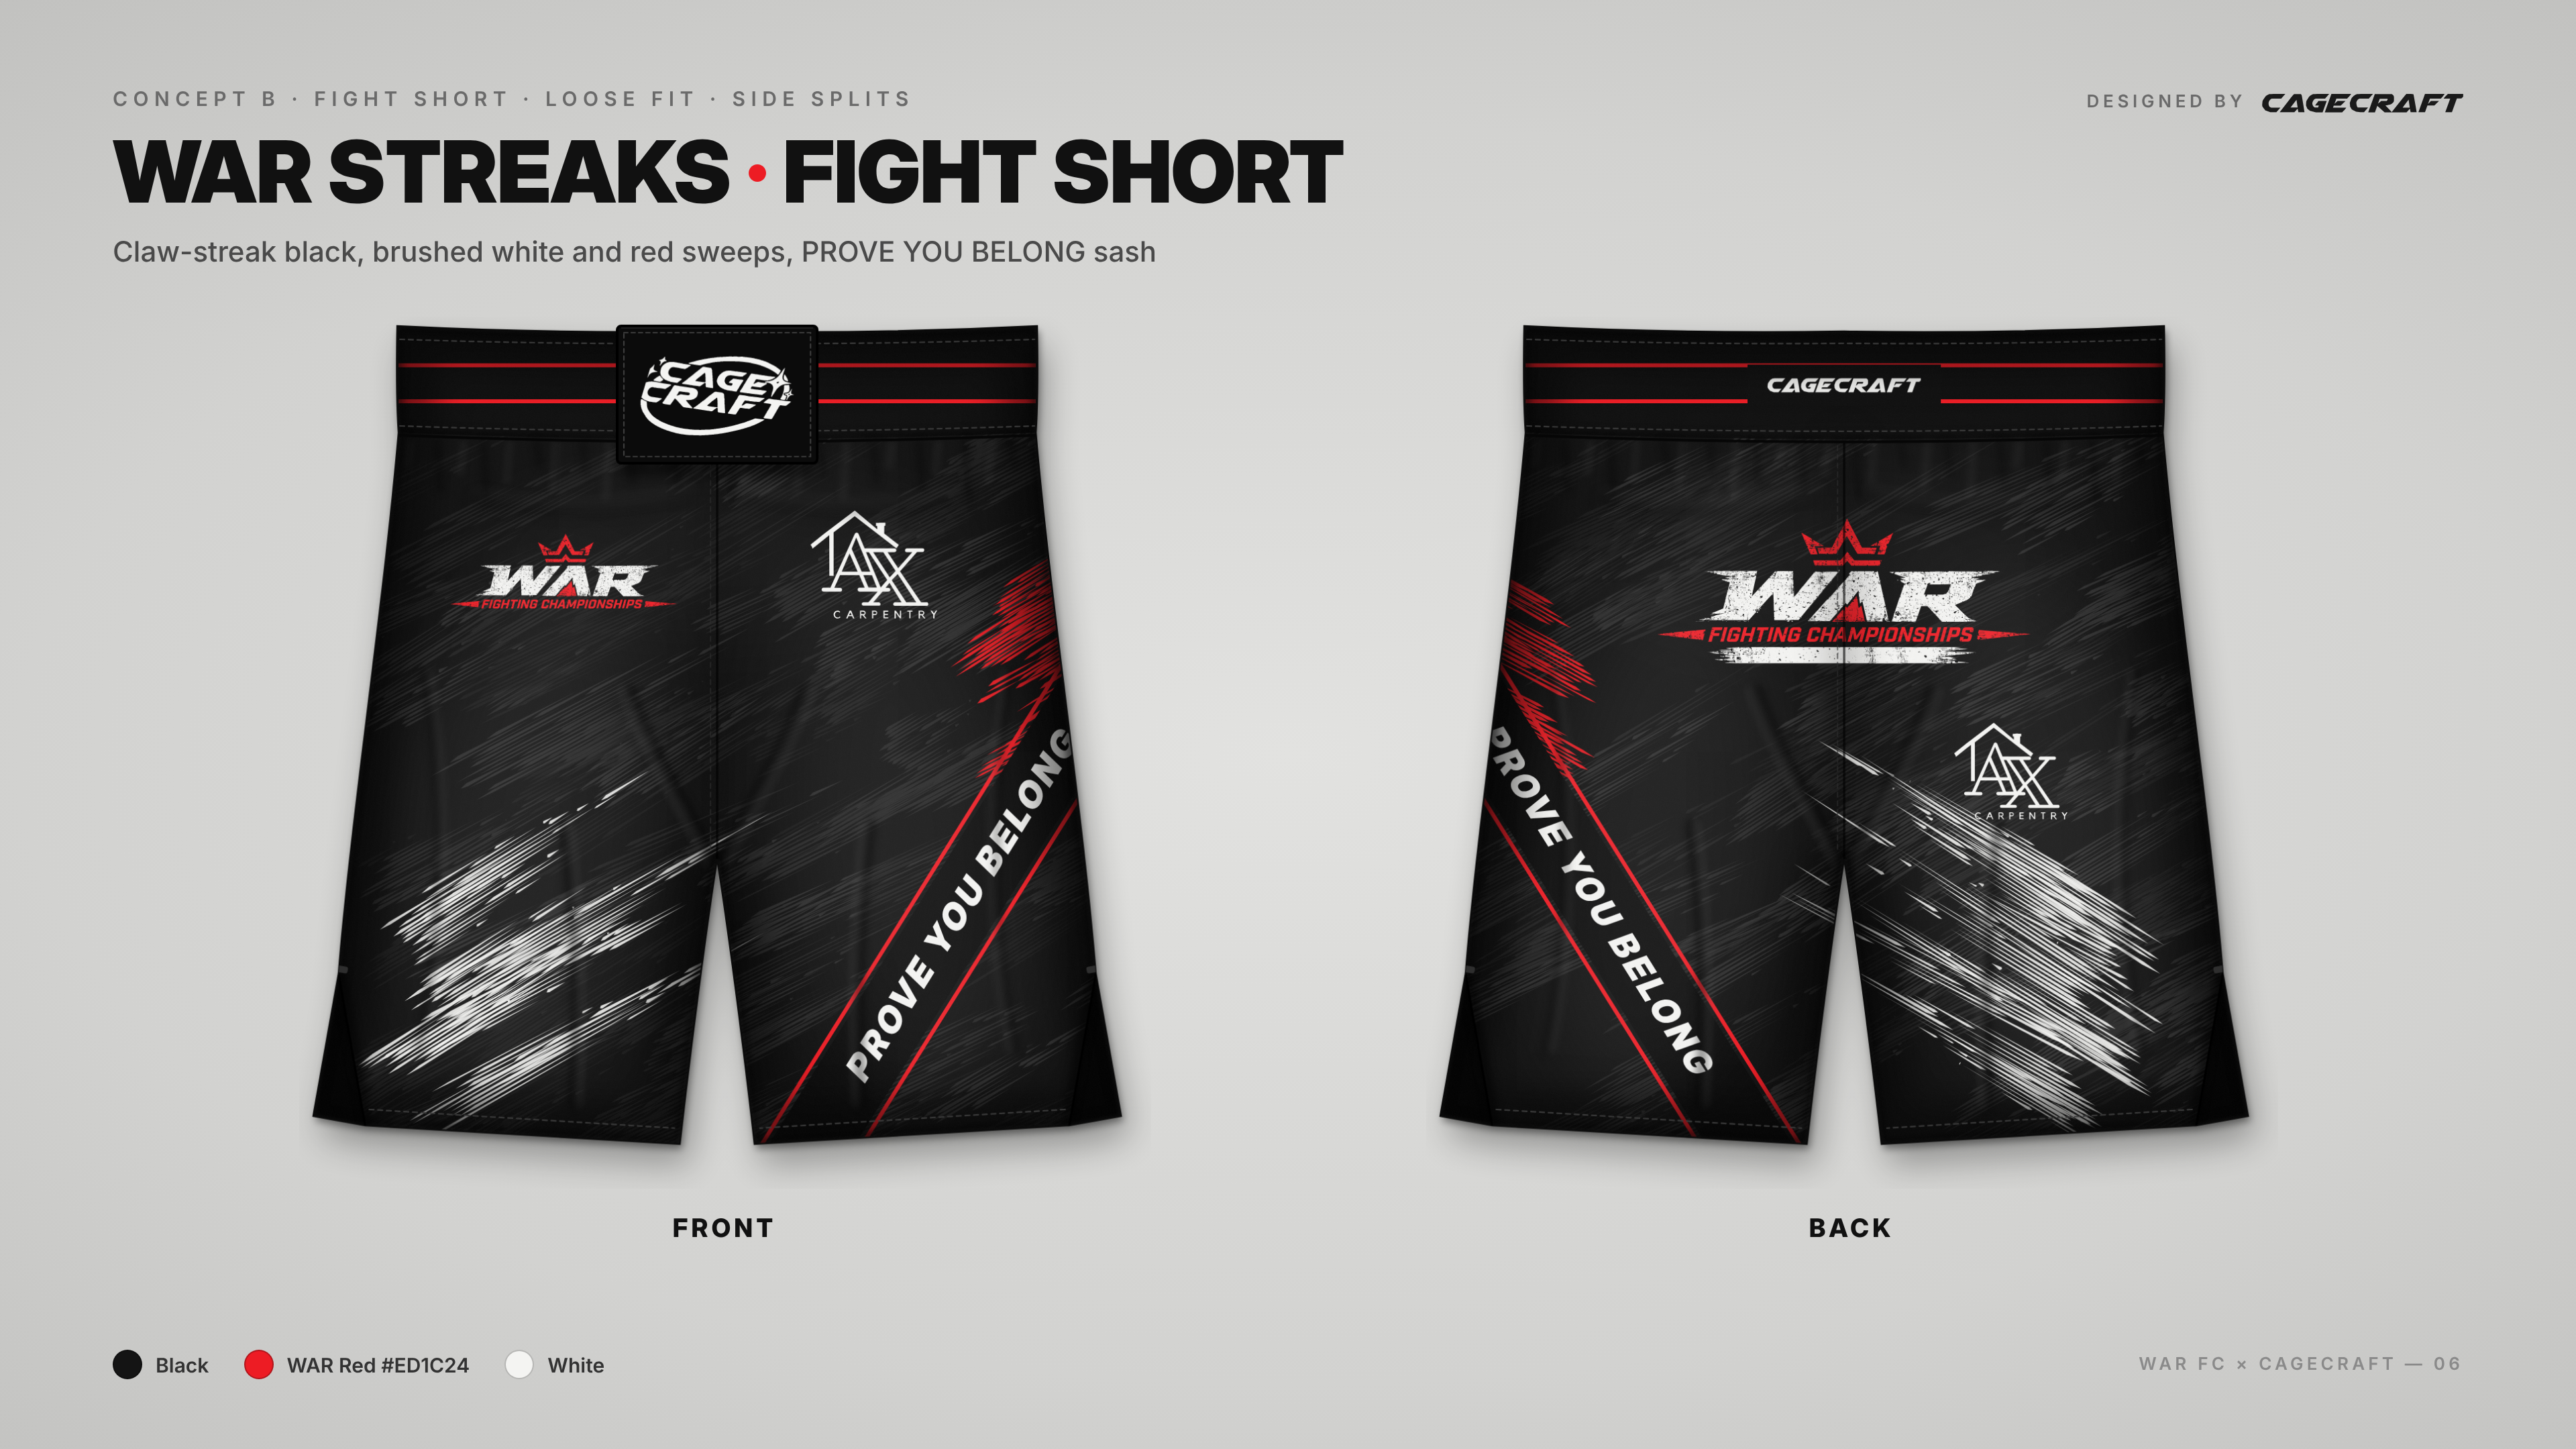 CONCEPT B · FIGHT SHORT · LOOSE FIT · SIDE SPLITS
DESIGNED BY CAGECRAFT
WAR STREAKS · FIGHT SHORT
Claw-streak black, brushed white and red sweeps, PROVE YOU BELONG sash
CAGE
CRAFT
WAR
FIGHTING CHAMPIONSHIPS
AX
CARPENTRY
PROVE YOU BELONG
CAGECRAFT
WAR
FIGHTING CHAMPIONSHIPS
AX
CARPENTRY
PROVE YOU BELONG
FRONT
BACK
Black
WAR Red #ED1C24
White
WAR FC × CAGECRAFT — 06